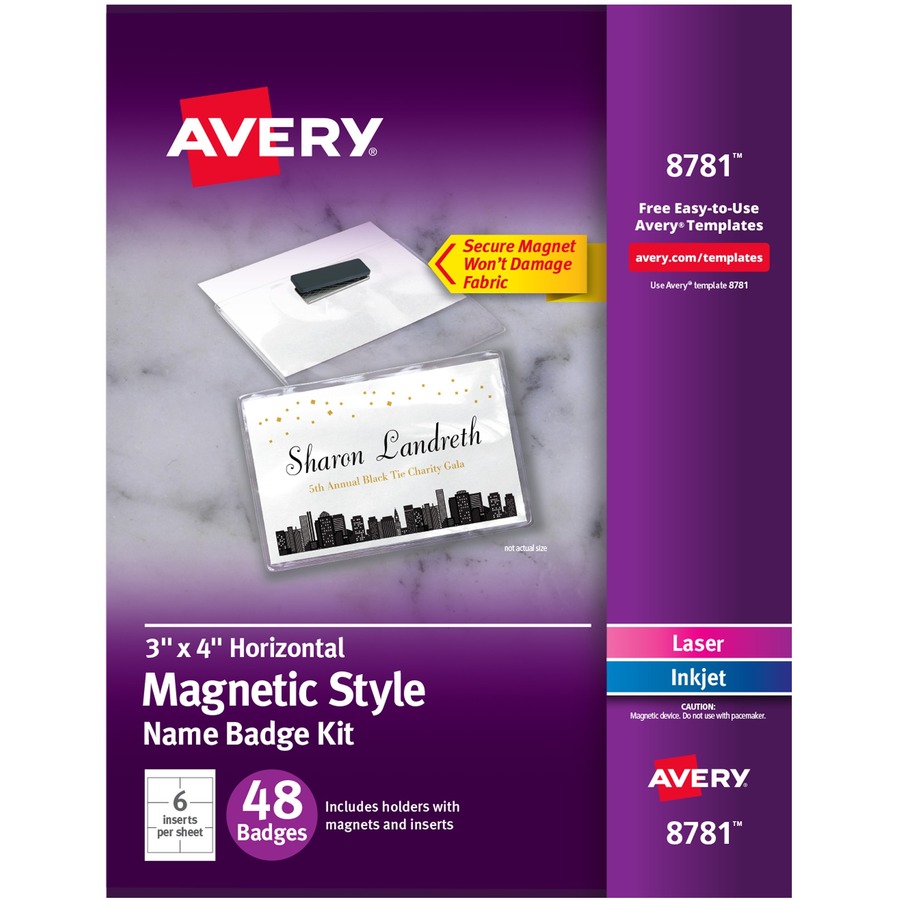 AVERY®
Secure Magnet
Won't Damage
Fabric
Sharon Landreth
5th Annual Black Tie Charity Gala
not actual size
3" x 4" Horizontal
Magnetic Style
Name Badge Kit
6
inserts
per sheet
48
Badges
Includes holders with
magnets and inserts
8781™
Free Easy-to-Use
Avery® Templates
avery.com/templates
Use Avery® template 8781
Laser
Inkjet
CAUTION:
Magnetic device. Do not use with pacemaker.
AVERY®
8781™